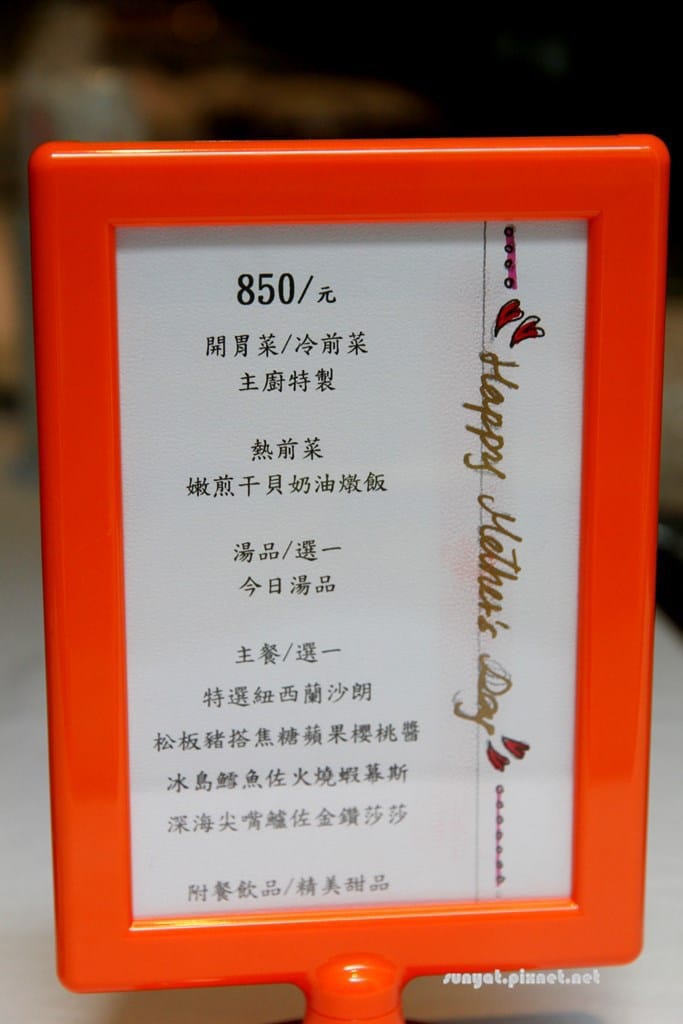 850/元
開胃菜/冷前菜
主廚特製
熱前菜
嫩煎干貝奶油燉飯
湯品/選一
今日湯品
主餐/選一
特選紐西蘭沙朗
松板豬搭焦糖蘋果櫻桃醬
冰島鱈魚佐火燒蝦幕斯
深海尖嘴鱸佐金鑽莎莎
附餐飲品/精美甜品
Happy Mother's Day
sunyat.pixnet.net